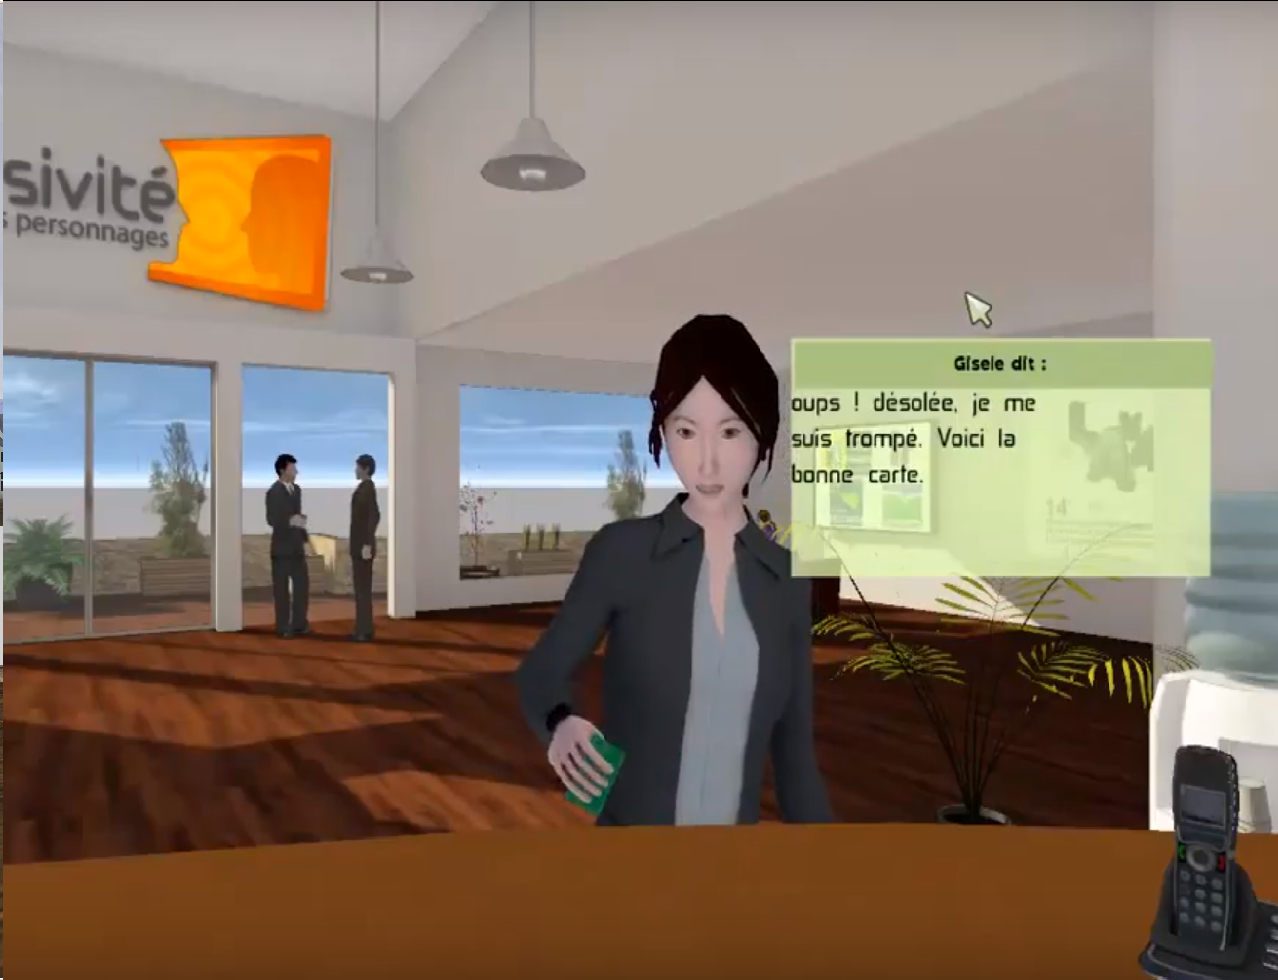 sivité
s personnages
Gisele dit :
oups ! désolée, je me
suis trompé. Voici la
bonne carte.
14